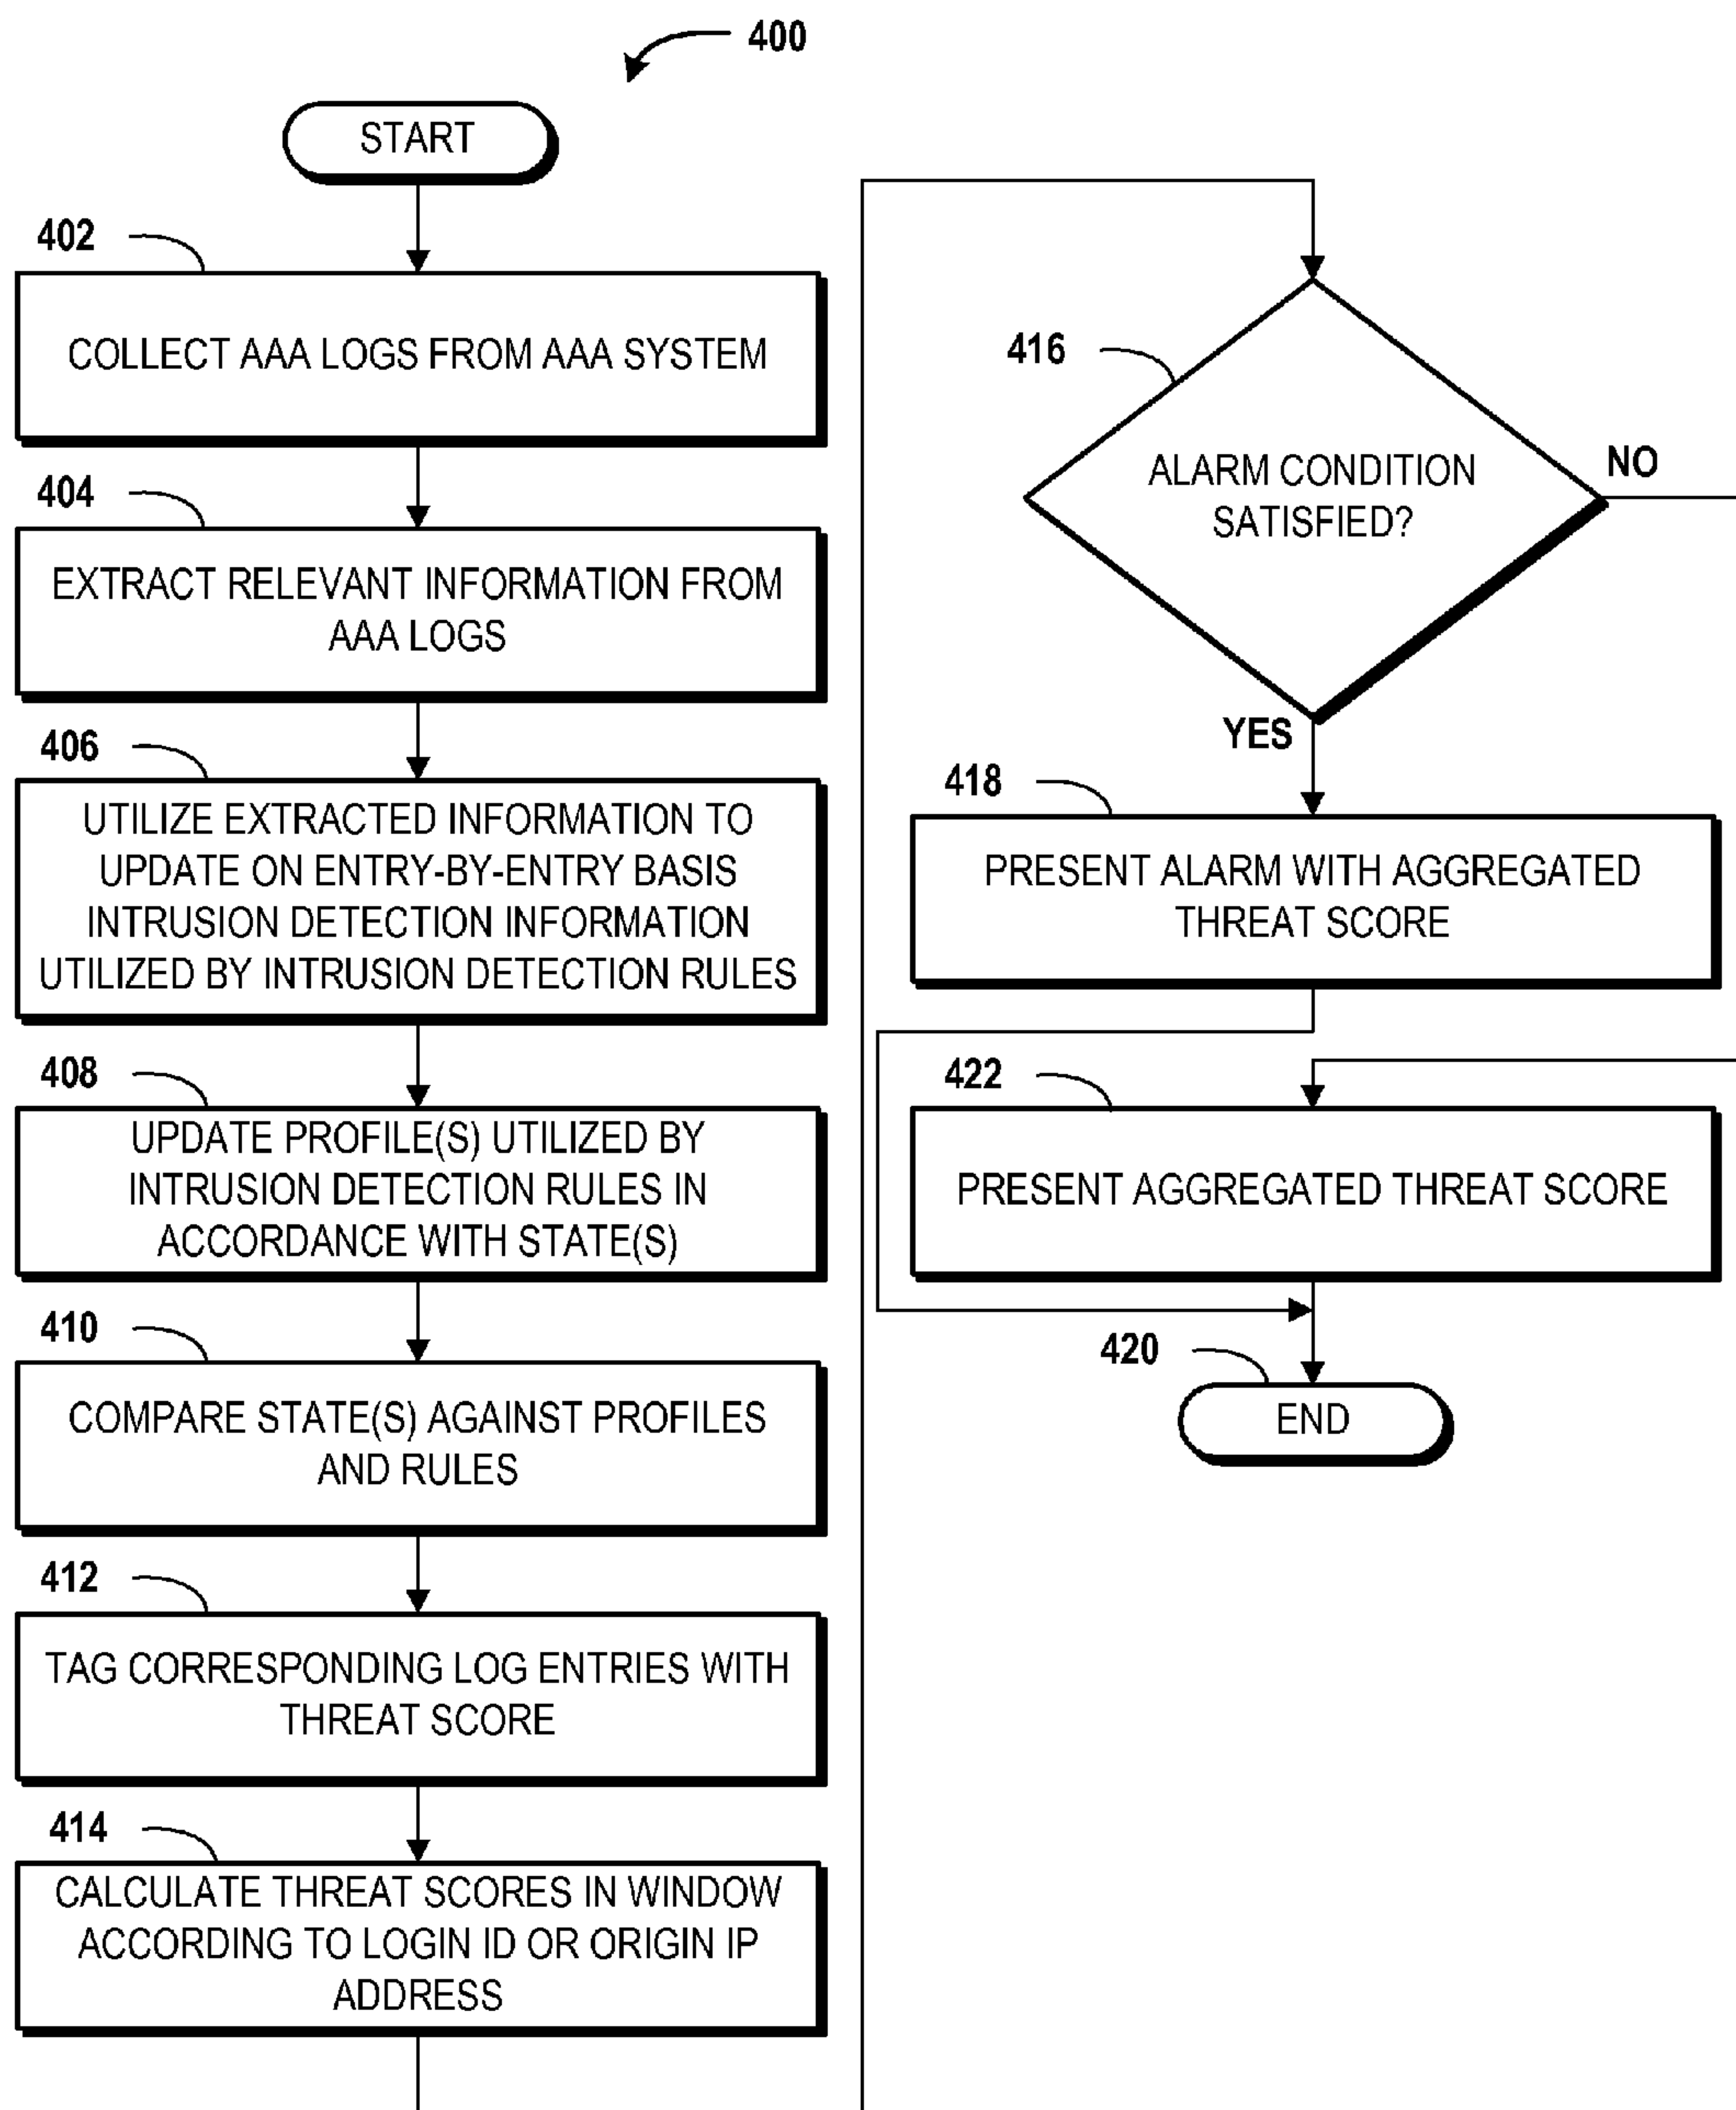 400
START
402
COLLECT AAA LOGS FROM AAA SYSTEM
404
EXTRACT RELEVANT INFORMATION FROM
AAA LOGS
406
UTILIZE EXTRACTED INFORMATION TO
UPDATE ON ENTRY-BY-ENTRY BASIS
INTRUSION DETECTION INFORMATION
UTILIZED BY INTRUSION DETECTION RULES
408
UPDATE PROFILE(S) UTILIZED BY
INTRUSION DETECTION RULES IN
ACCORDANCE WITH STATE(S)
410
COMPARE STATE(S) AGAINST PROFILES
AND RULES
412
TAG CORRESPONDING LOG ENTRIES WITH
THREAT SCORE
414
CALCULATE THREAT SCORES IN WINDOW
ACCORDING TO LOGIN ID OR ORIGIN IP
ADDRESS
416
ALARM CONDITION
SATISFIED?
NO
YES
418
PRESENT ALARM WITH AGGREGATED
THREAT SCORE
422
PRESENT AGGREGATED THREAT SCORE
420
END